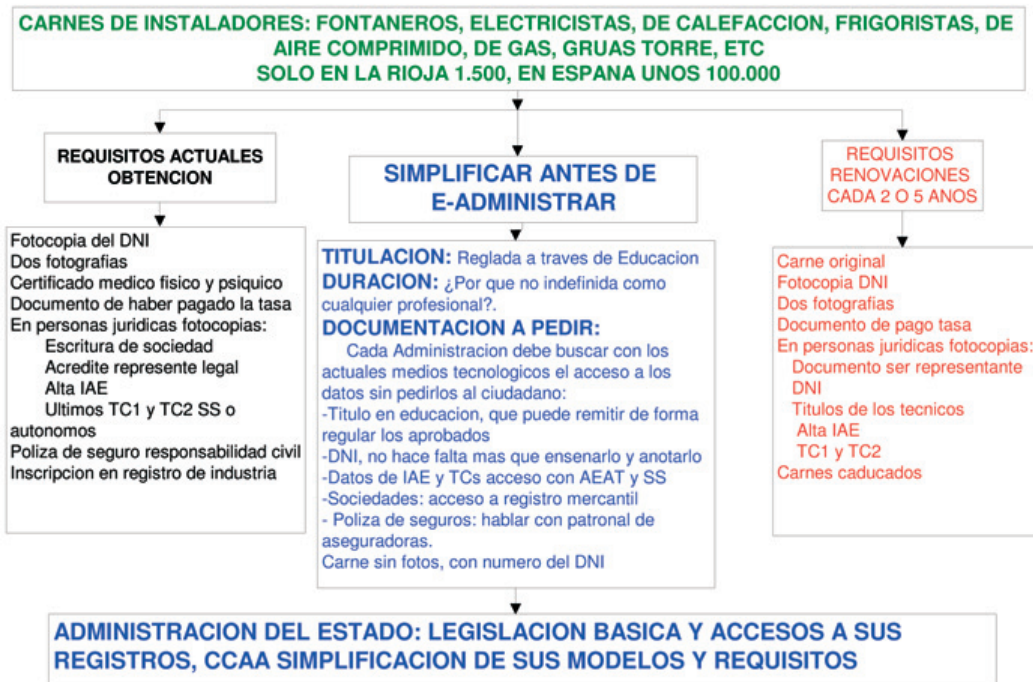 CARNES DE INSTALADORES: FONTANEROS, ELECTRICISTAS, DE CALEFACCION, FRIGORISTAS, DE
AIRE COMPRIMIDO, DE GAS, GRUAS TORRE, ETC
SOLO EN LA RIOJA 1.500, EN ESPANA UNOS 100.000
REQUISITOS ACTUALES
OBTENCION
Fotocopia del DNI
Dos fotografias
Certificado medico fisico y psiquico
Documento de haber pagado la tasa
En personas juridicas fotocopias:
Escritura de sociedad
Acredite represente legal
Alta IAE
Ultimos TC1 y TC2 SS o
autonomos
Poliza de seguro responsabilidad civil
Inscripcion en registro de industria
SIMPLIFICAR ANTES DE
E-ADMINISTRAR
TITULACION: Reglada a traves de Educacion
DURACION: ¿Por que no indefinida como
cualquier profesional?.
DOCUMENTACION A PEDIR:
Cada Administracion debe buscar con los
actuales medios tecnologicos el acceso a los
datos sin pedirlos al ciudadano:
-Titulo en educacion, que puede remitir de forma
regular los aprobados
-DNI, no hace falta mas que ensenarlo y anotarlo
-Datos de IAE y TCs acceso con AEAT y SS
-Sociedades: acceso a registro mercantil
- Poliza de seguros: hablar con patronal de
aseguradoras.
Carne sin fotos, con numero del DNI
REQUISITOS
RENOVACIONES
CADA 2 O 5 ANOS
Carne original
Fotocopia DNI
Dos fotografias
Documento de pago tasa
En personas juridicas fotocopias:
Documento ser representante
DNI
Titulos de los tecnicos
Alta IAE
TC1 y TC2
Carnes caducados
ADMINISTRACION DEL ESTADO: LEGISLACION BASICA Y ACCESOS A SUS
REGISTROS, CCAA SIMPLIFICACION DE SUS MODELOS Y REQUISITOS